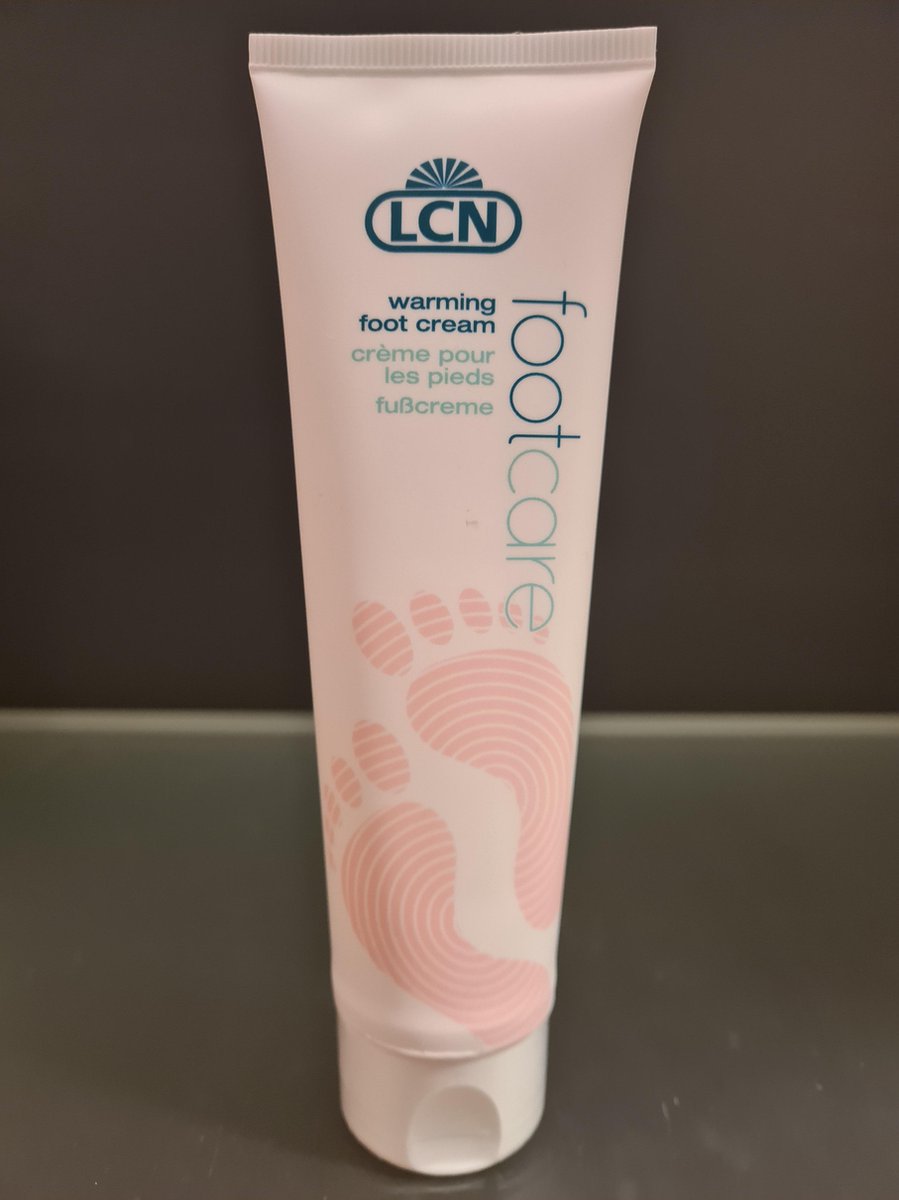 LCN
warming
foot cream
crème pour
les pieds
fußcreme
footcare